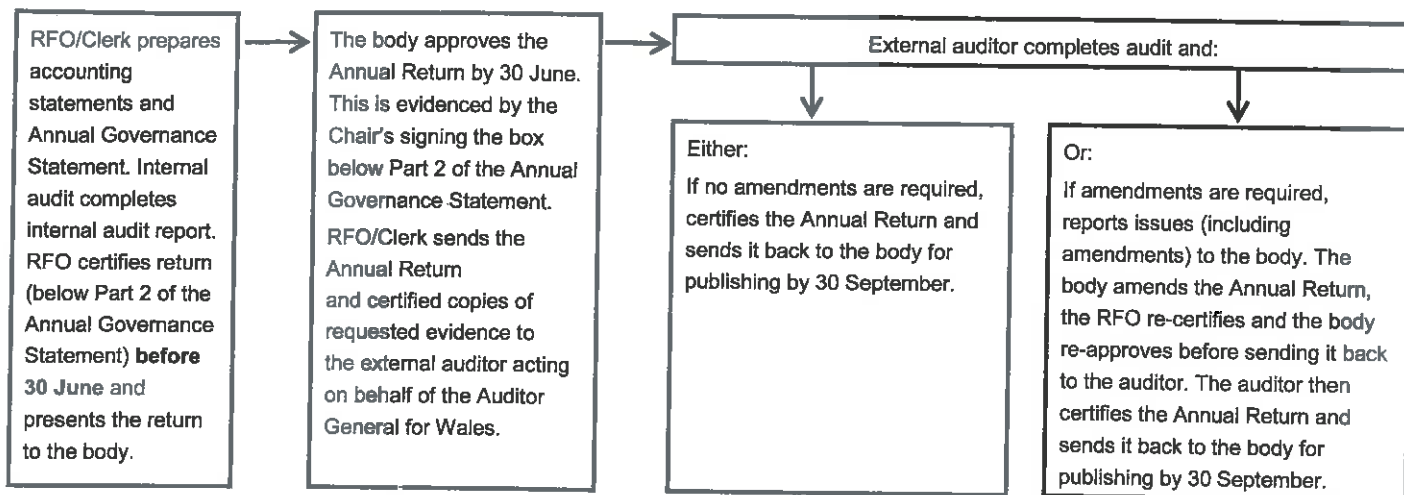 RFO/Clerk prepares
accounting
statements and
Annual Governance
Statement. Internal
audit completes
internal audit report.
RFO certifies return
(below Part 2 of the
Annual Governance
Statement) before
30 June and
presents the return
to the body.
The body approves the
Annual Return by 30 June.
This is evidenced by the
Chair's signing the box
below Part 2 of the Annual
Governance Statement.
RFO/Clerk sends the
Annual Return
and certified copies of
requested evidence to
the external auditor acting
on behalf of the Auditor
General for Wales.
External auditor completes audit and:
Either:
If no amendments are required,
certifies the Annual Return and
sends it back to the body for
publishing by 30 September.
Or:
If amendments are required,
reports issues (including
amendments) to the body. The
body amends the Annual Return,
the RFO re-certifies and the body
re-approves before sending it back
to the auditor. The auditor then
certifies the Annual Return and
sends it back to the body for
publishing by 30 September.